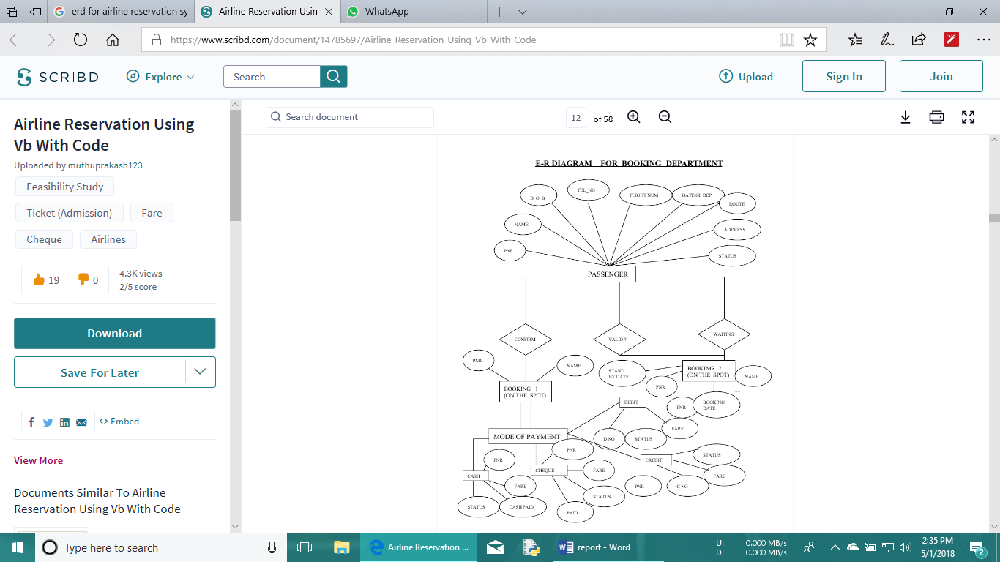 erd for airline reservation sy
Airline Reservation Usin
WhatsApp
https://www.scribd.com/document/14785697/Airline-Reservation-Using-Vb-With-Code
SCRIBD
Explore
Search
Upload
Sign In
Join
Airline Reservation Using
Vb With Code
Uploaded by muthuprakash123
Feasibility Study
Ticket (Admission)
Fare
Cheque
Airlines
19
0
4.3K views
2/5 score
Download
Save For Later
Embed
View More
Documents Similar To Airline
Reservation Using Vb With Code
Search document
12
of 58
E-R DIAGRAM FOR BOOKING DEPARTMENT
D_O_B
TEL_NO
FLIGHT NUM
DATE OF DEP
ROUTE
NAME
ADDRESS
PNR
STATUS
PASSENGER
CONFIRM
VALID ?
WAITING
PNR
NAME
STAND
BY DATE
BOOKING 2
(ON THE SPOT)
NAME
PNR
BOOKING 1
(ON THE SPOT)
DEBIT
PNR
BOOKING
DATE
FARE
MODE OF PAYMENT
D NO
STATUS
PNR
STATUS
PNR
CREDIT
CASH
CHEQUE
FARE
FARE
FARE
PNR
C NO
STATUS
STATUS
CASH PAID
PAID
Type here to search
Airline Reservation ...
report - Word
U: 0.000 MB/s
D: 0.000 MB/s
2:35 PM
5/1/2018
2